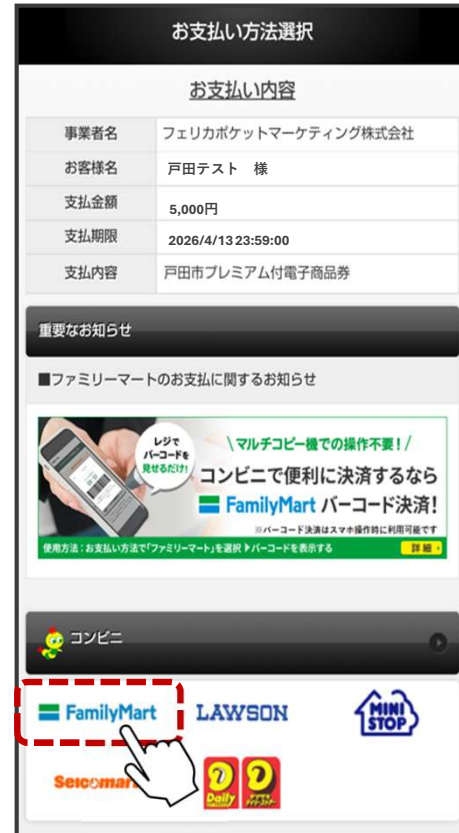 お支払い方法選択
お支払い内容
事業者名 フェリカポケットマーケティング株式会社
お客様名 戸田テスト 様
支払金額 5,000円
支払期限 2026/4/13 23:59:00
支払内容 戸田市プレミアム付電子商品券
重要なお知らせ
■ファミリーマートのお支払に関するお知らせ
レジで
バーコードを
見せるだけ!
\マルチコピー機での操作不要!/
コンビニで便利に決済するなら
FamilyMart バーコード決済!
※バーコード決済はスマホ操作時に利用可能です
使用方法:お支払い方法で「ファミリーマート」を選択▶バーコードを表示する 詳細
コンビニ
FamilyMart LAWSON MINI STOP
Seicomar Daily